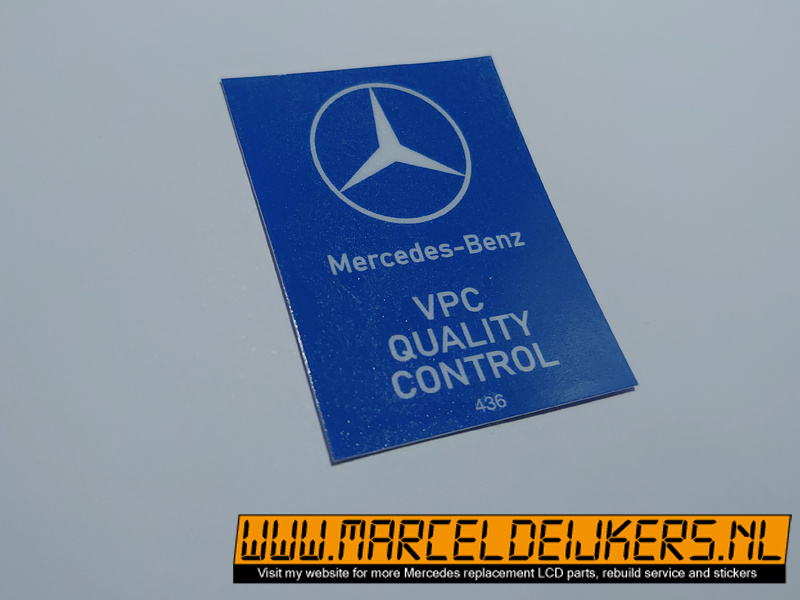 Mercedes-Benz
VPC
QUALITY
CONTROL
436
WWW.MARCELDEIJKERS.NL
Visit my website for more Mercedes replacement LCD parts, rebuild service and stickers